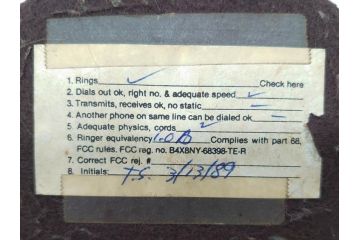 1. Rings ✓ Check here
2. Dials out ok, right no. & adequate speed ✓
3. Transmits, receives ok, no static –
4. Another phone on same line can be dialed ok –
5. Adequate physics, cords ✓
6. Ringer equivalency 1.0 B Complies with part 68,
FCC rules. FCC reg. no. B4X8NY-68398-TE-R
7. Correct FCC rej. #
8. Initials: T.S. 3/13/89